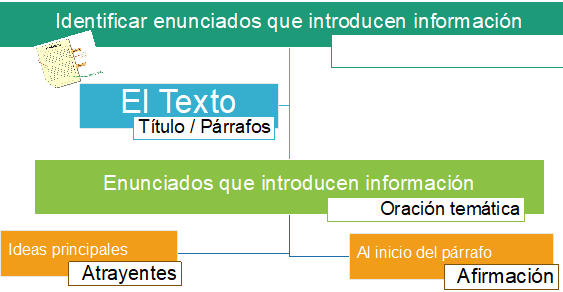 Identificar enunciados que introducen información
El Texto
Título / Párrafos
Enunciados que introducen información
Oración temática
Ideas principales
Atrayentes
Al inicio del párrafo
Afirmación